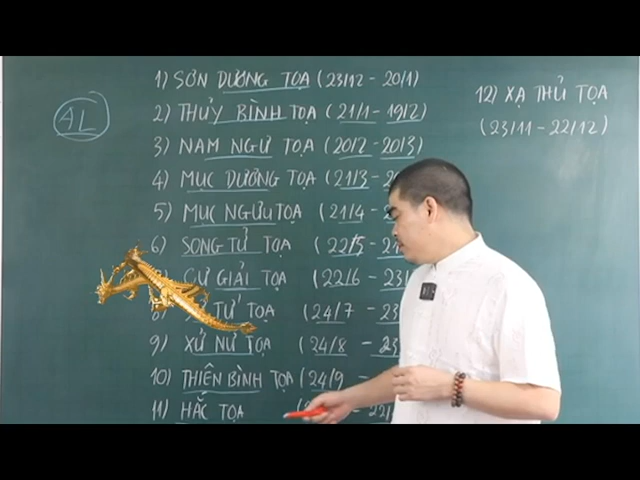 AL
1) SƠN DƯƠNG TỌA (23/12 - 20/1)
2) THỦY BÌNH TỌA (21/1 - 19/2)
3) NAM NGƯ TỌA (20/2 - 20/3)
4) MỤC DƯƠNG TỌA (21/3 - 20
5) MỤC NGƯU TỌA (21/4 -
6) SONG TỬ TỌA (22/5 - 21
CỰ GIẢI TỌA (22/6 - 23
TỬ TỌA (24/7 - 23
9) XỬ NỮ TỌA (24/8 - 23
10) THIÊN BÌNH TỌA (24/9 -
11) HẮC TỌA ( - 22/
12) XẠ THỦ TỌA
(23/11 - 22/12)